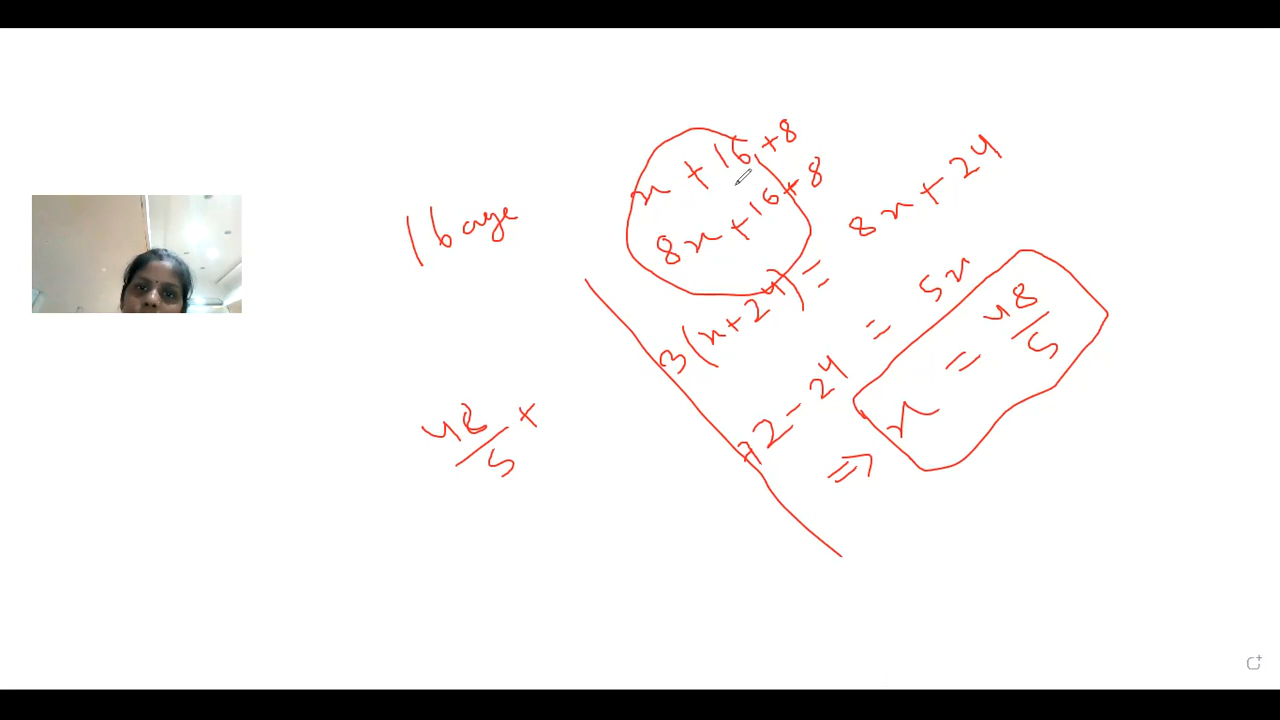 16 age
x + 16 + 8
8x + 16 + 8
3(x + 24) = 8x + 24
72 - 24 = 5x
⇒ x = 48/5
48/5 +